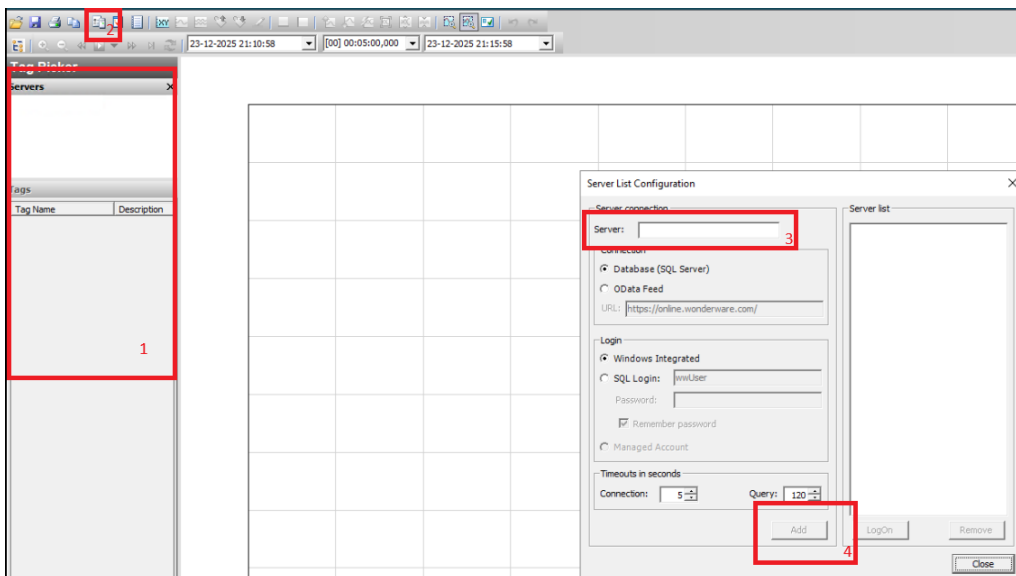 2
23-12-2025 21:10:58 [00] 00:05:00,000 23-12-2025 21:15:58
Tag Picker
Servers
Tags
Tag Name Description
1
Server List Configuration
Server connection
Server:
3
Connection
Database (SQL Server)
OData Feed
URL: https://online.wonderware.com/
Login
Windows Integrated
SQL Login: wwUser
Password:
Remember password
Managed Account
Timeouts in seconds
Connection: 5 Query: 120
Add
4
Server list
LogOn Remove
Close